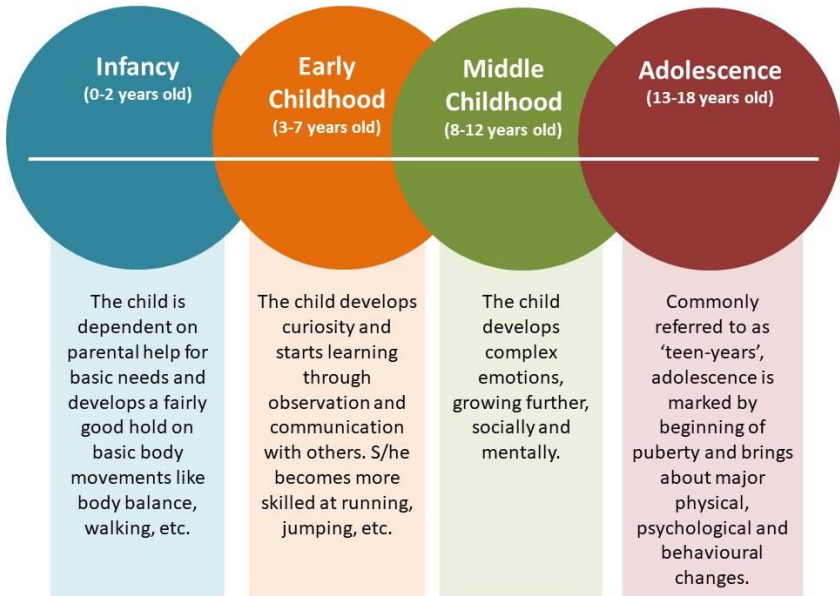 Infancy
(0-2 years old)
The child is
dependent on
parental help for
basic needs and
develops a fairly
good hold on
basic body
movements like
body balance,
walking, etc.
Early
Childhood
(3-7 years old)
The child develops
curiosity and
starts learning
through
observation and
communication
with others. S/he
becomes more
skilled at running,
jumping, etc.
Middle
Childhood
(8-12 years old)
The child
develops
complex
emotions,
growing further,
socially and
mentally.
Adolescence
(13-18 years old)
Commonly
referred to as
‘teen-years’,
adolescence is
marked by
beginning of
puberty and brings
about major
physical,
psychological and
behavioural
changes.